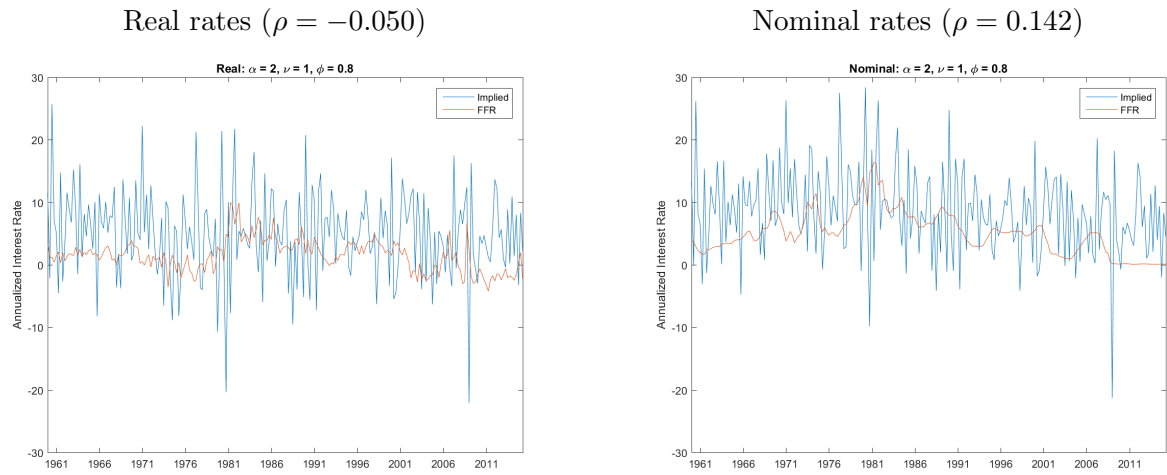 Real rates (ρ = −0.050)
Real: α = 2, ν = 1, ϕ = 0.8
Annualized Interest Rate
30
20
10
0
-10
-20
-30
1961 1966 1971 1976 1981 1986 1991 1996 2001 2006 2011
Implied
FFR
Nominal rates (ρ = 0.142)
Nominal: α = 2, ν = 1, ϕ = 0.8
Annualized Interest Rate
30
20
10
0
-10
-20
-30
1961 1966 1971 1976 1981 1986 1991 1996 2001 2006 2011
Implied
FFR